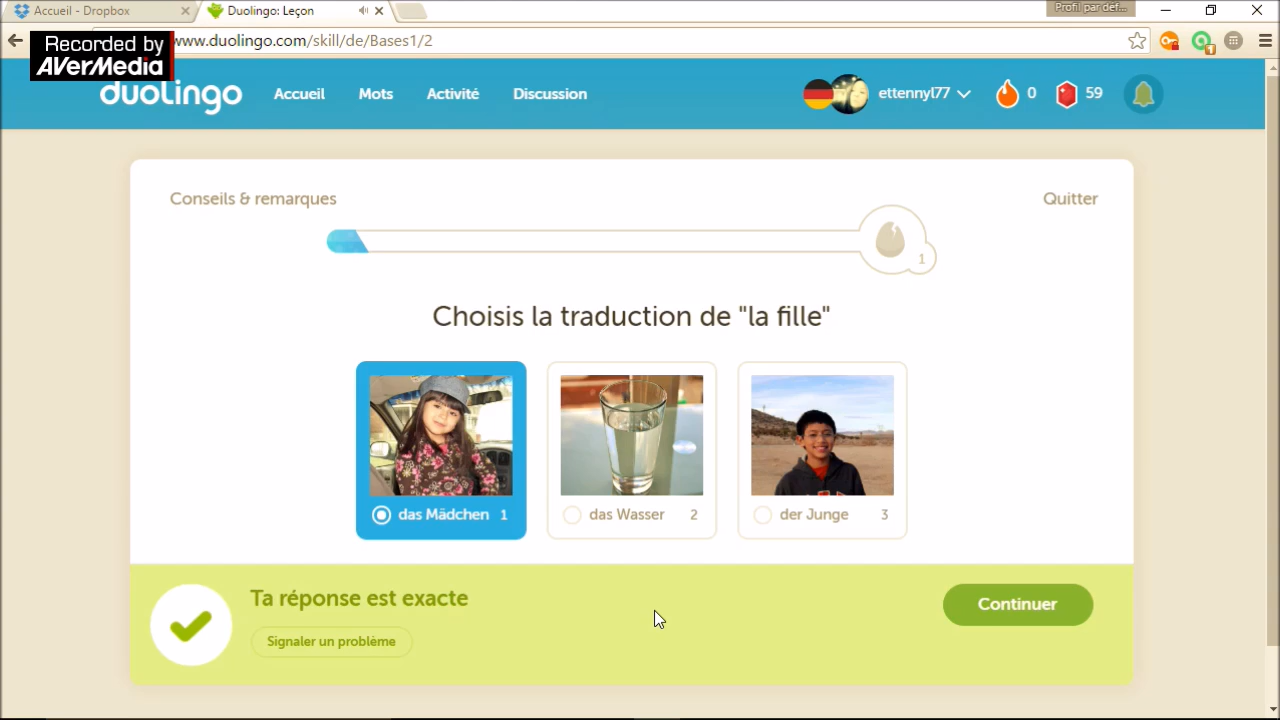 Accueil - Dropbox
Duolingo: Leçon
Profil par déf...
www.duolingo.com/skill/de/Bases1/2
1
Recorded by
AVerMedia
duolingo
Accueil
Mots
Activité
Discussion
ettennyl77
0
59
Conseils & remarques
Quitter
1
Choisis la traduction de "la fille"
das Mädchen 1
das Wasser 2
der Junge 3
Ta réponse est exacte
Continuer
Signaler un problème